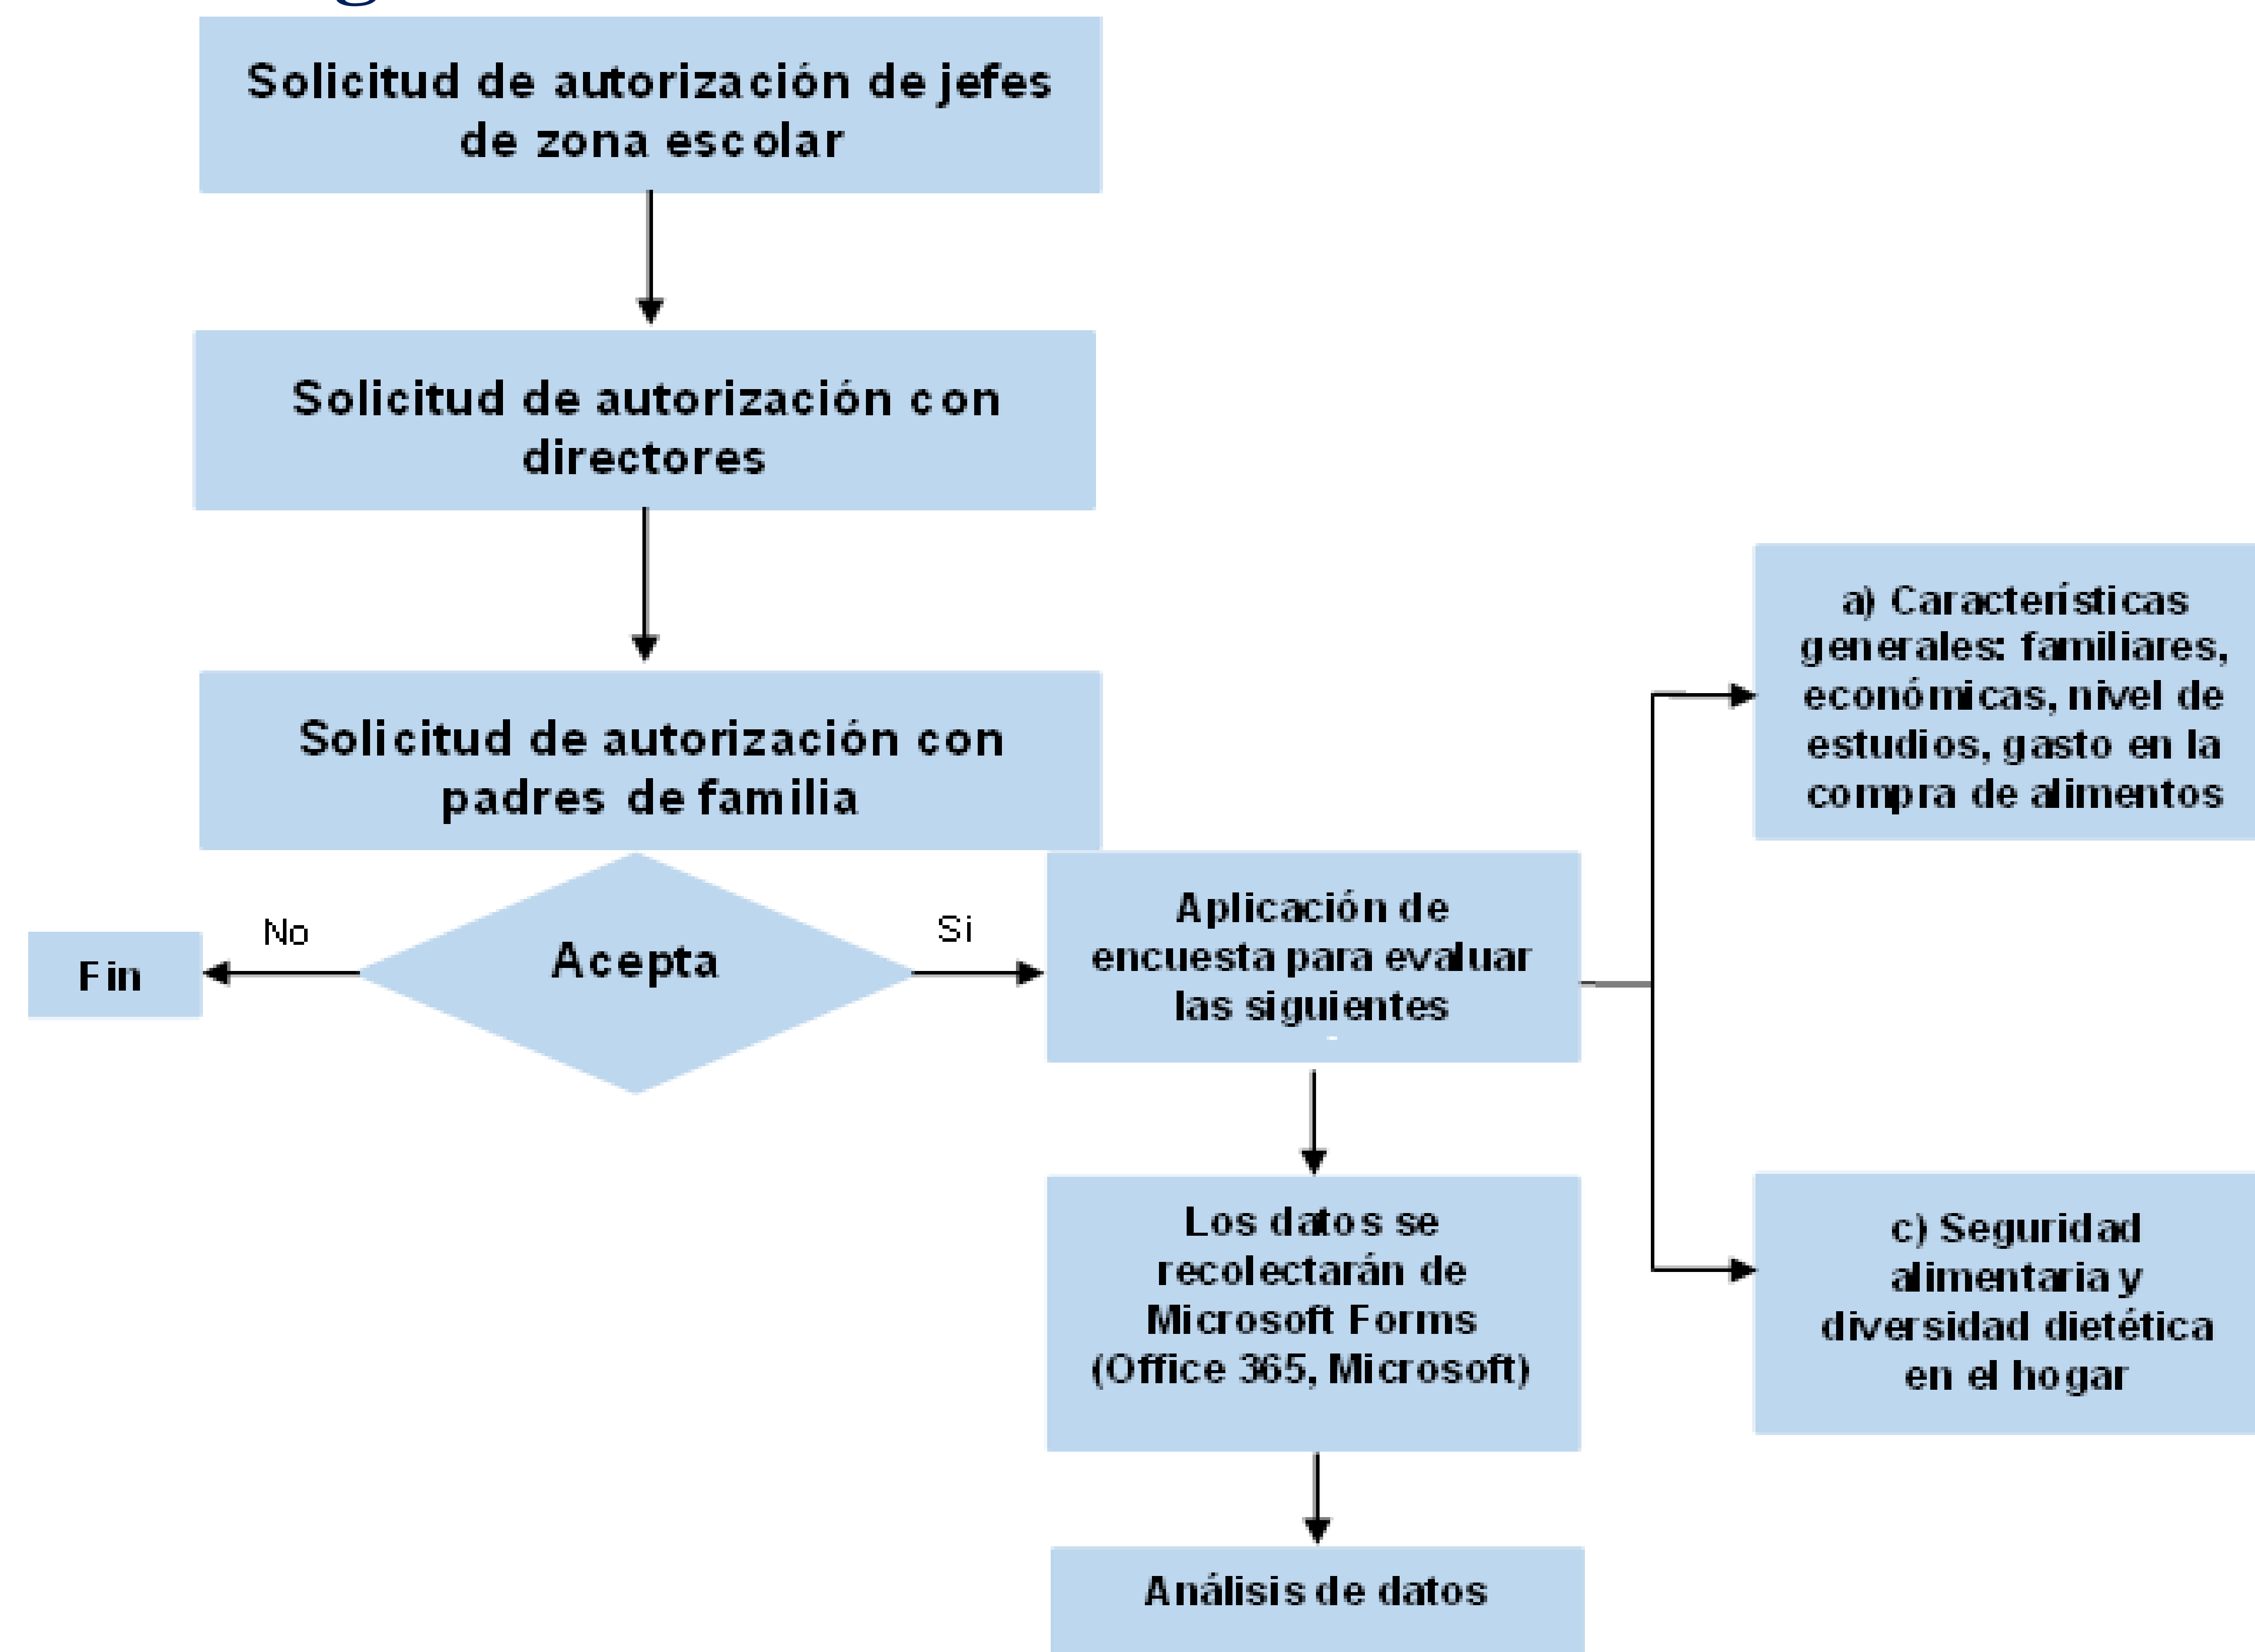 Solicitud de autorización de jefes
de zona escolar
Solicitud de autorización con
directores
Solicitud de autorización con
padres de familia
Acepta
No
Fin
Si
Aplicación de
encuesta para evaluar
las siguientes
a) Características
generales: familiares,
económicas, nivel de
estudios, gasto en la
compra de alimentos
c) Seguridad
alimentaria y
diversidad dietética
en el hogar
Los datos se
recolectarán de
Microsoft Forms
(Office 365, Microsoft)
Análisis de datos